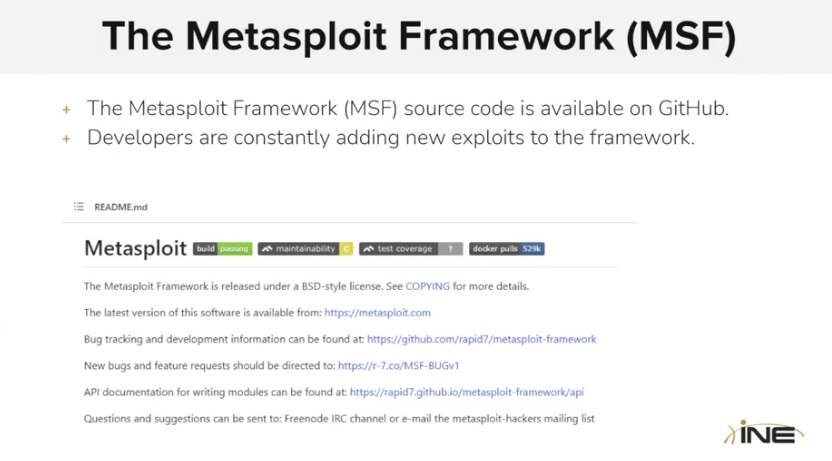 The Metasploit Framework (MSF)
+ The Metasploit Framework (MSF) source code is available on GitHub.
+ Developers are constantly adding new exploits to the framework.
README.md
Metasploit build passing maintainability C test coverage ? docker pulls 529k
The Metasploit Framework is released under a BSD-style license. See COPYING for more details.
The latest version of this software is available from: https://metasploit.com
Bug tracking and development information can be found at: https://github.com/rapid7/metasploit-framework
New bugs and feature requests should be directed to: https://r-7.co/MSF-BUGv1
API documentation for writing modules can be found at: https://rapid7.github.io/metasploit-framework/api
Questions and suggestions can be sent to: Freenode IRC channel or e-mail the metasploit-hackers mailing list
iNE